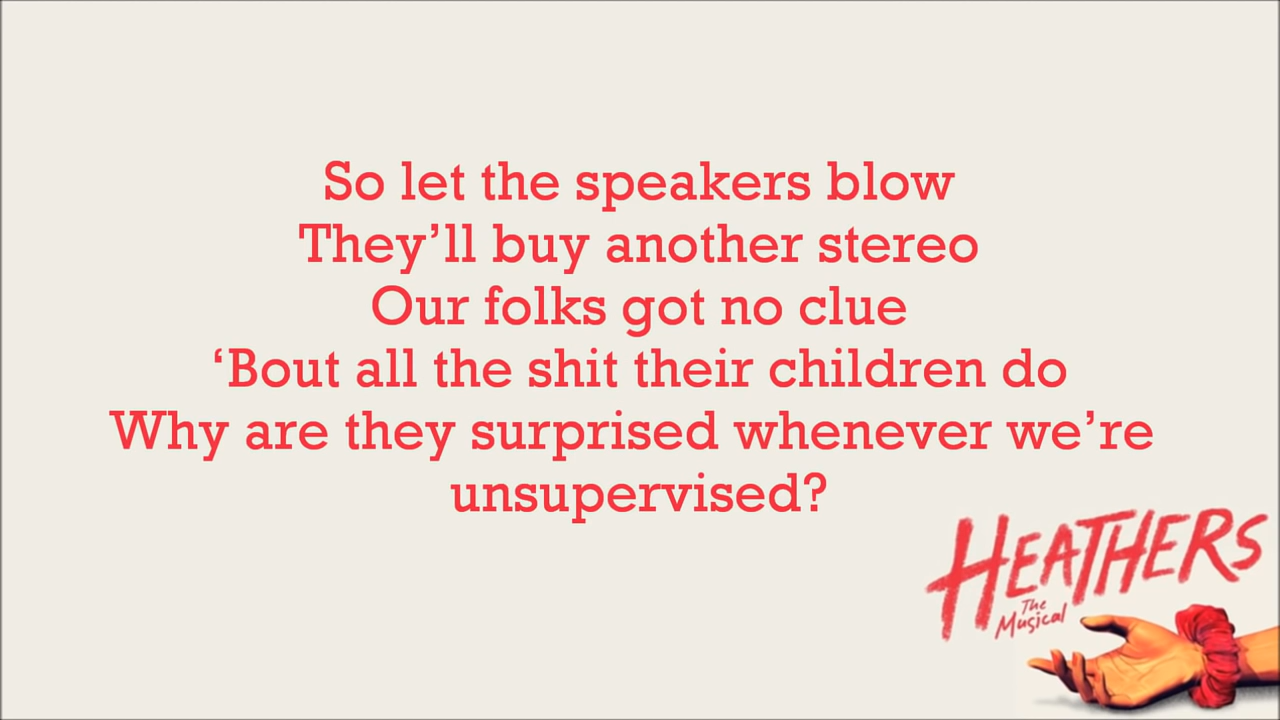 So let the speakers blow
They’ll buy another stereo
Our folks got no clue
‘Bout all the shit their children do
Why are they surprised whenever we’re
unsupervised?
HEATHERS
The
Musical